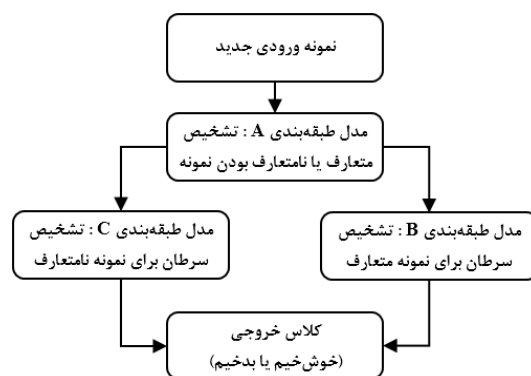 نمونه ورودی جدید
مدل طبقه‌بندی A : تشخیص
متعارف یا نامتعارف بودن نمونه
مدل طبقه‌بندی B : تشخیص
سرطان برای نمونه متعارف
مدل طبقه‌بندی C : تشخیص
سرطان برای نمونه نامتعارف
کلاس خروجی
(خوش‌خیم یا بدخیم)